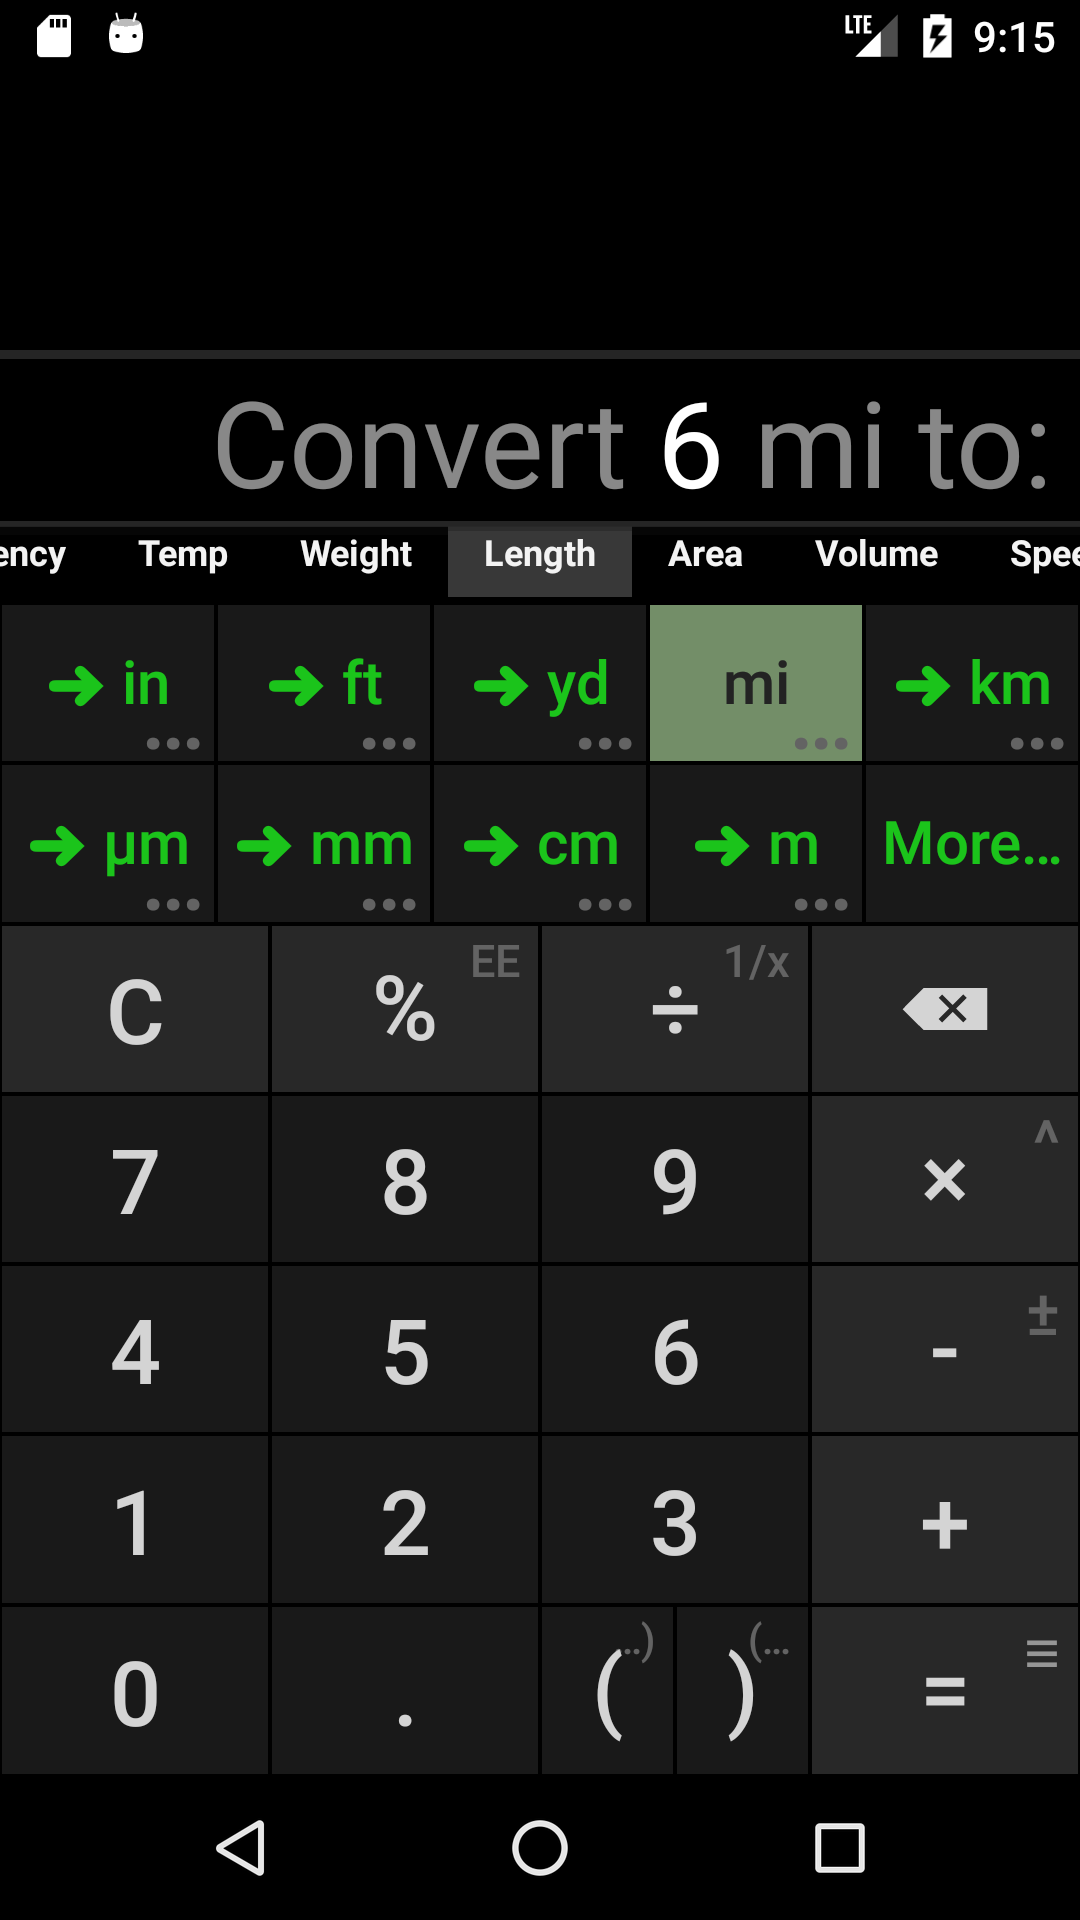 LTE 9:15
Convert 6 mi to:
ency Temp Weight Length Area Volume Spee
in ft yd mi km
µm mm cm m More...
C % EE ÷ 1/x
7 8 9 × ^
4 5 6 - ±
1 2 3 +
0 . ( ..) ) (... =